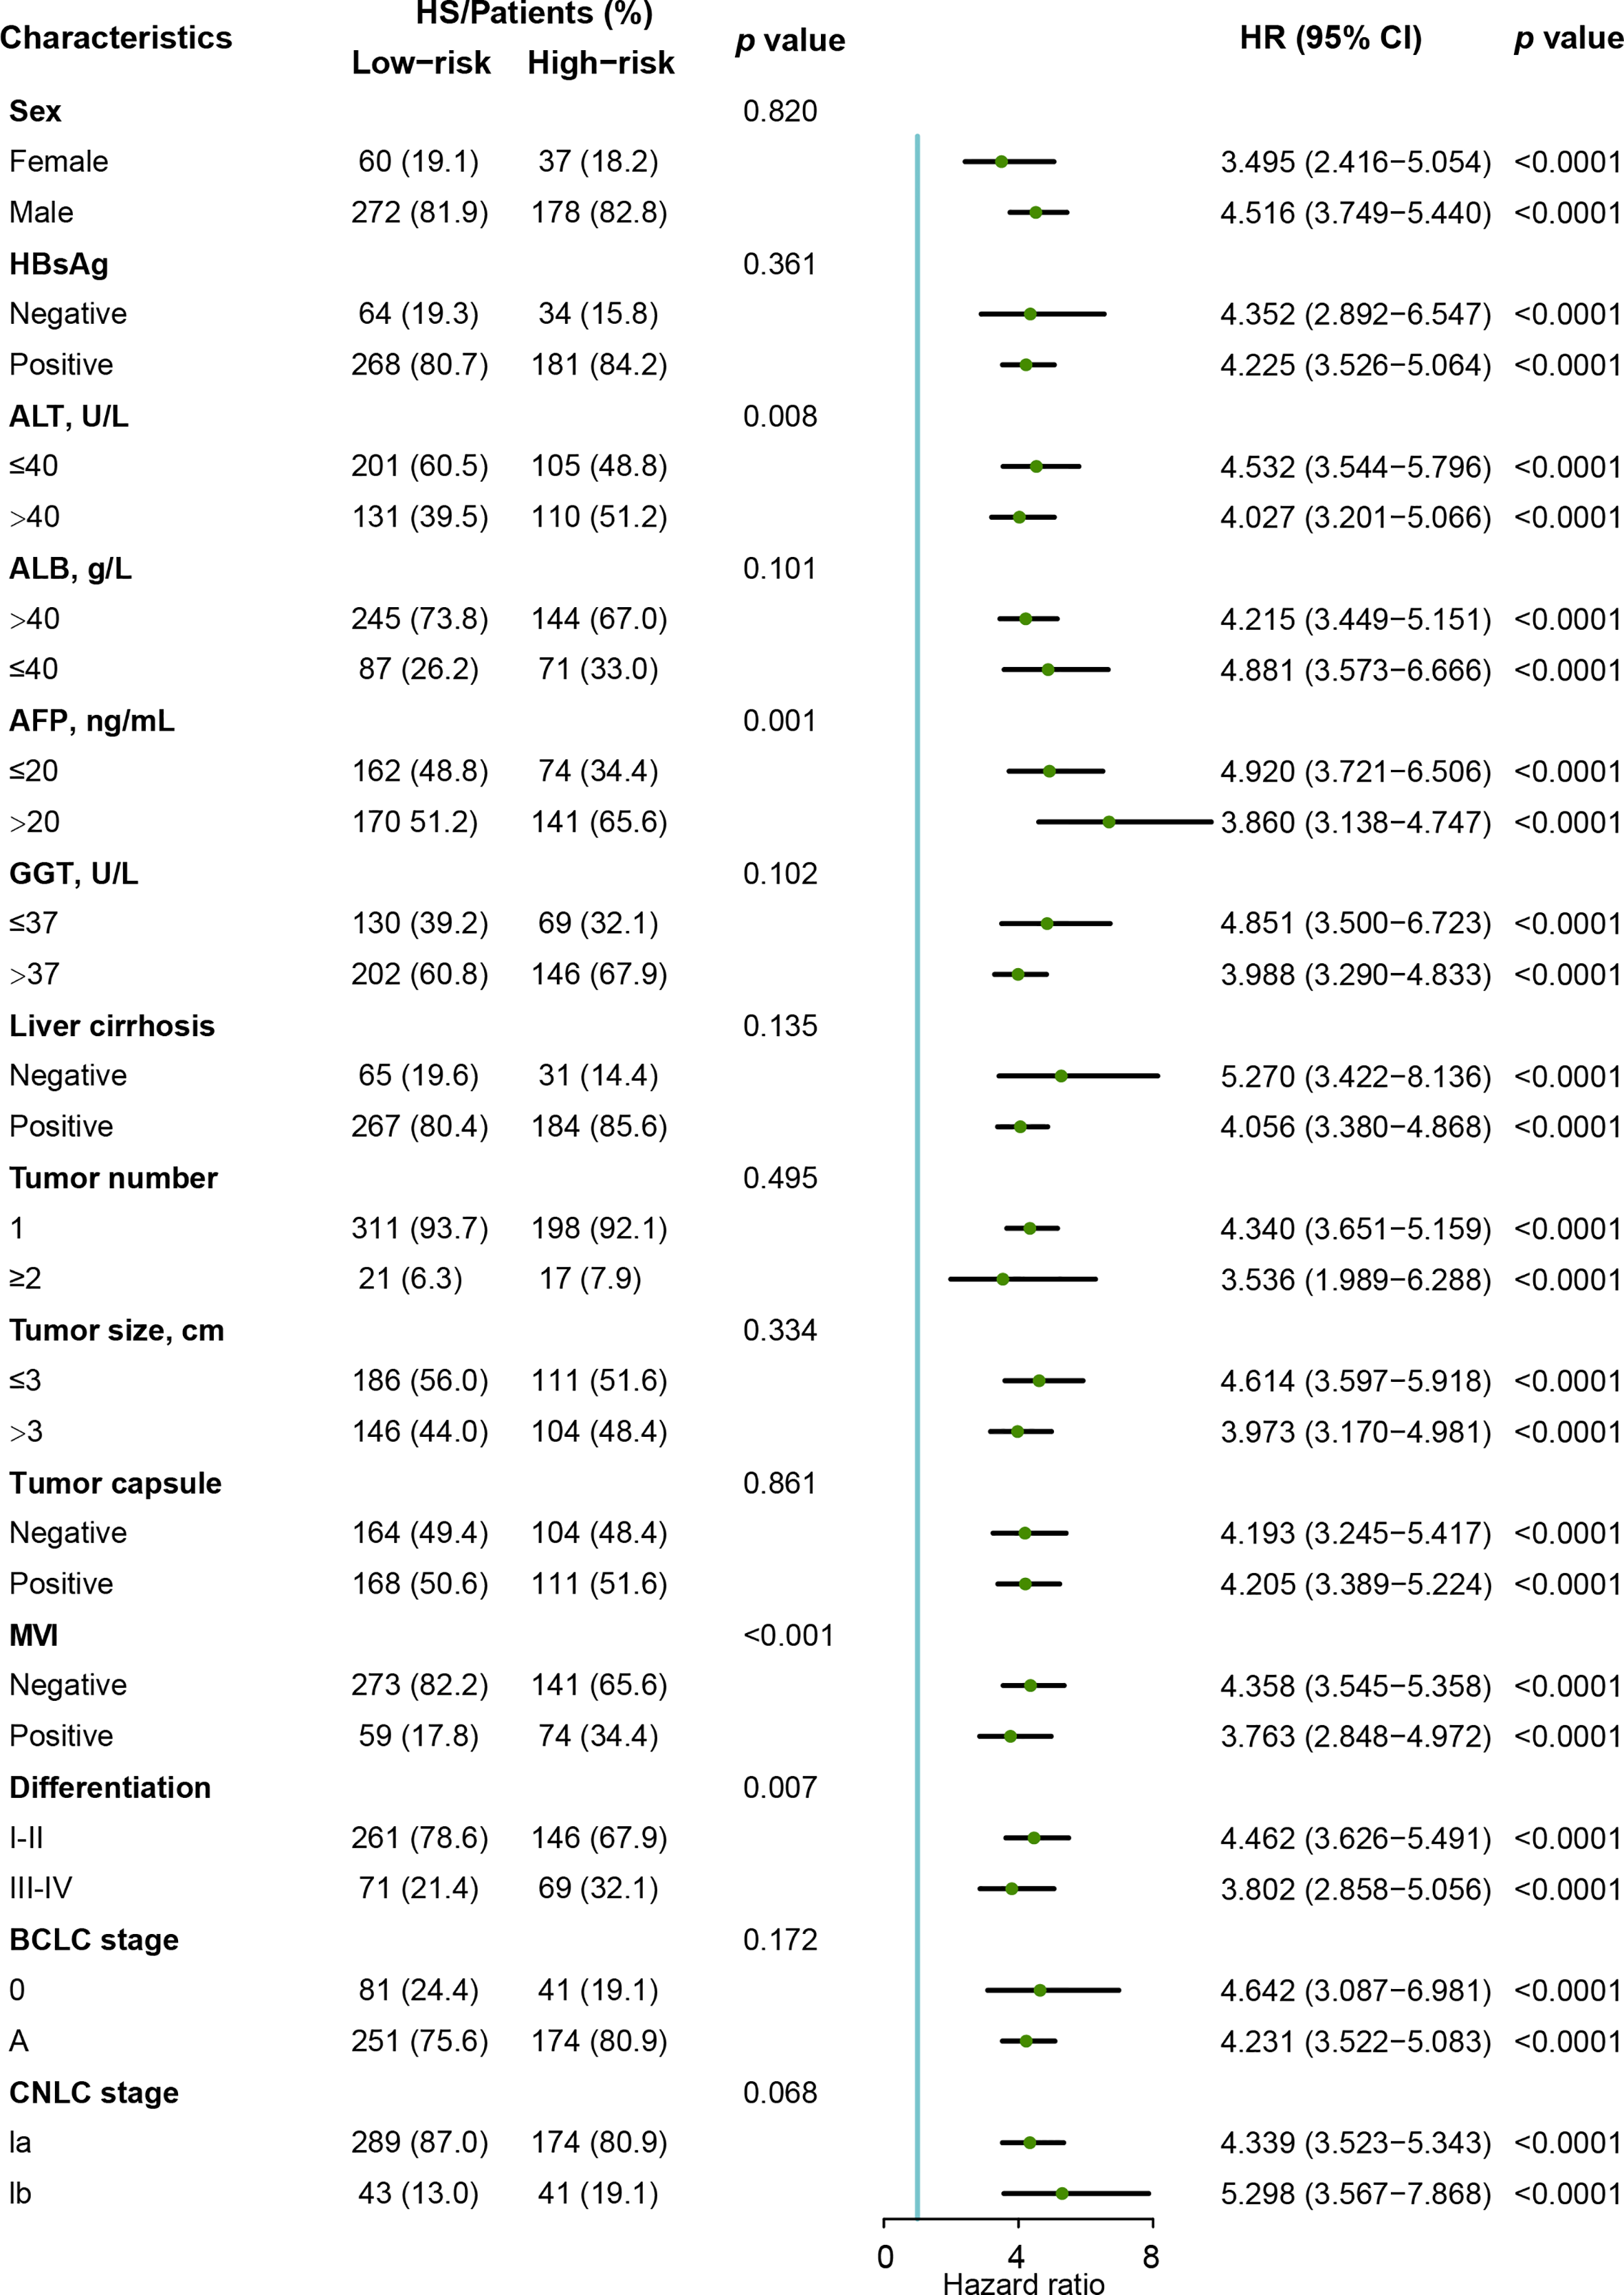 HS/Patients (%)
Characteristics p value HR (95% CI) p value
Low−risk High−risk
Sex 0.820
Female 60 (19.1) 37 (18.2) 3.495 (2.416−5.054) <0.0001
Male 272 (81.9) 178 (82.8) 4.516 (3.749−5.440) <0.0001
HBsAg 0.361
Negative 64 (19.3) 34 (15.8) 4.352 (2.892−6.547) <0.0001
Positive 268 (80.7) 181 (84.2) 4.225 (3.526−5.064) <0.0001
ALT, U/L 0.008
≤40 201 (60.5) 105 (48.8) 4.532 (3.544−5.796) <0.0001
>40 131 (39.5) 110 (51.2) 4.027 (3.201−5.066) <0.0001
ALB, g/L 0.101
>40 245 (73.8) 144 (67.0) 4.215 (3.449−5.151) <0.0001
≤40 87 (26.2) 71 (33.0) 4.881 (3.573−6.666) <0.0001
AFP, ng/mL 0.001
≤20 162 (48.8) 74 (34.4) 4.920 (3.721−6.506) <0.0001
>20 170 51.2) 141 (65.6) 3.860 (3.138−4.747) <0.0001
GGT, U/L 0.102
≤37 130 (39.2) 69 (32.1) 4.851 (3.500−6.723) <0.0001
>37 202 (60.8) 146 (67.9) 3.988 (3.290−4.833) <0.0001
Liver cirrhosis 0.135
Negative 65 (19.6) 31 (14.4) 5.270 (3.422−8.136) <0.0001
Positive 267 (80.4) 184 (85.6) 4.056 (3.380−4.868) <0.0001
Tumor number 0.495
1 311 (93.7) 198 (92.1) 4.340 (3.651−5.159) <0.0001
≥2 21 (6.3) 17 (7.9) 3.536 (1.989−6.288) <0.0001
Tumor size, cm 0.334
≤3 186 (56.0) 111 (51.6) 4.614 (3.597−5.918) <0.0001
>3 146 (44.0) 104 (48.4) 3.973 (3.170−4.981) <0.0001
Tumor capsule 0.861
Negative 164 (49.4) 104 (48.4) 4.193 (3.245−5.417) <0.0001
Positive 168 (50.6) 111 (51.6) 4.205 (3.389−5.224) <0.0001
MVI <0.001
Negative 273 (82.2) 141 (65.6) 4.358 (3.545−5.358) <0.0001
Positive 59 (17.8) 74 (34.4) 3.763 (2.848−4.972) <0.0001
Differentiation 0.007
I-II 261 (78.6) 146 (67.9) 4.462 (3.626−5.491) <0.0001
III-IV 71 (21.4) 69 (32.1) 3.802 (2.858−5.056) <0.0001
BCLC stage 0.172
0 81 (24.4) 41 (19.1) 4.642 (3.087−6.981) <0.0001
A 251 (75.6) 174 (80.9) 4.231 (3.522−5.083) <0.0001
CNLC stage 0.068
Ia 289 (87.0) 174 (80.9) 4.339 (3.523−5.343) <0.0001
Ib 43 (13.0) 41 (19.1) 5.298 (3.567−7.868) <0.0001
0 4 8
Hazard ratio